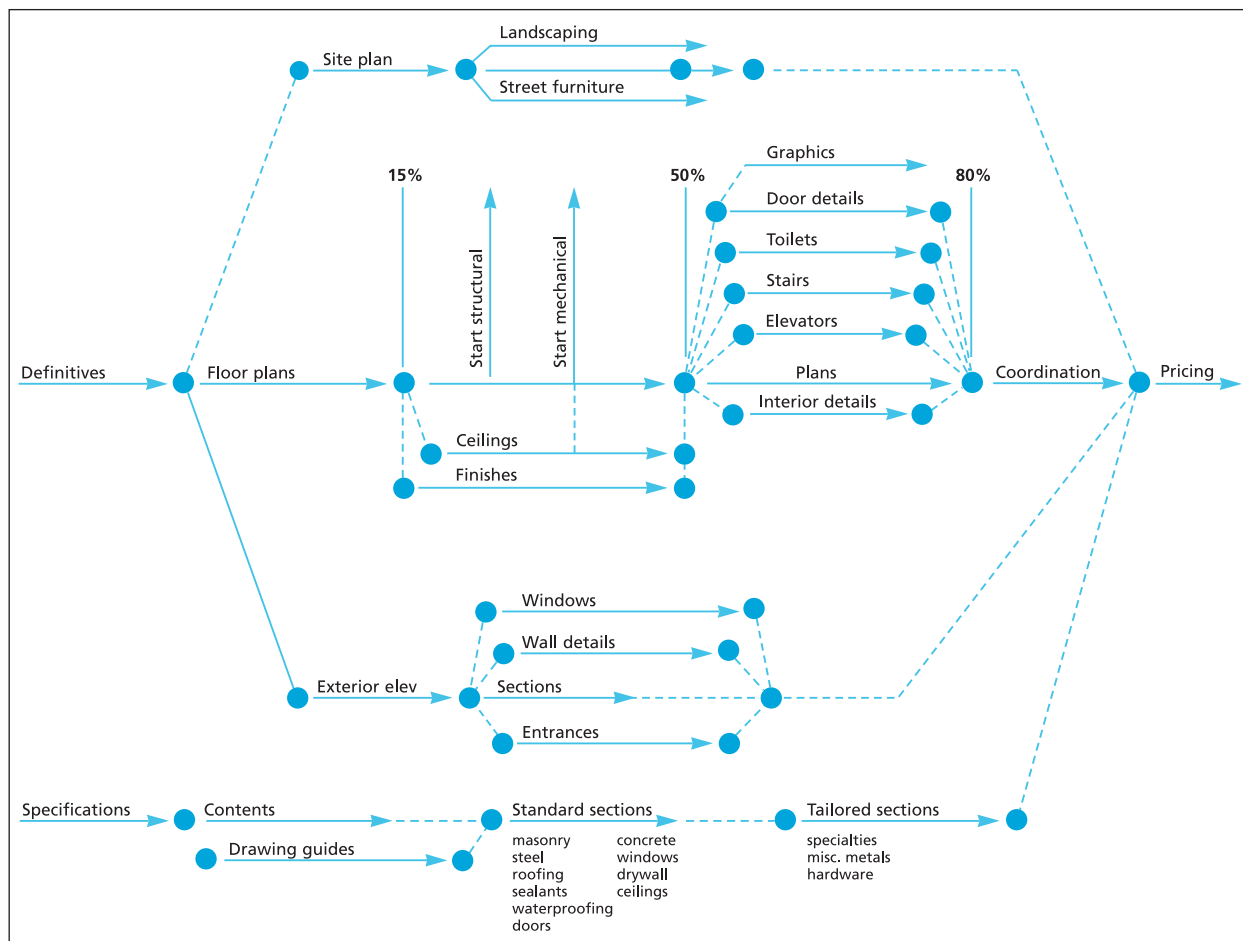 Landscaping
Site plan
Street furniture
Graphics
15%
50%
80%
Door details
Toilets
Start structural
Start mechanical
Stairs
Elevators
Definitives
Floor plans
Plans
Coordination
Pricing
Interior details
Ceilings
Finishes
Windows
Wall details
Exterior elev
Sections
Entrances
Specifications
Contents
Standard sections
Tailored sections
masonry
concrete
specialties
steel
windows
misc. metals
Drawing guides
roofing
drywall
hardware
sealants
ceilings
waterproofing
doors